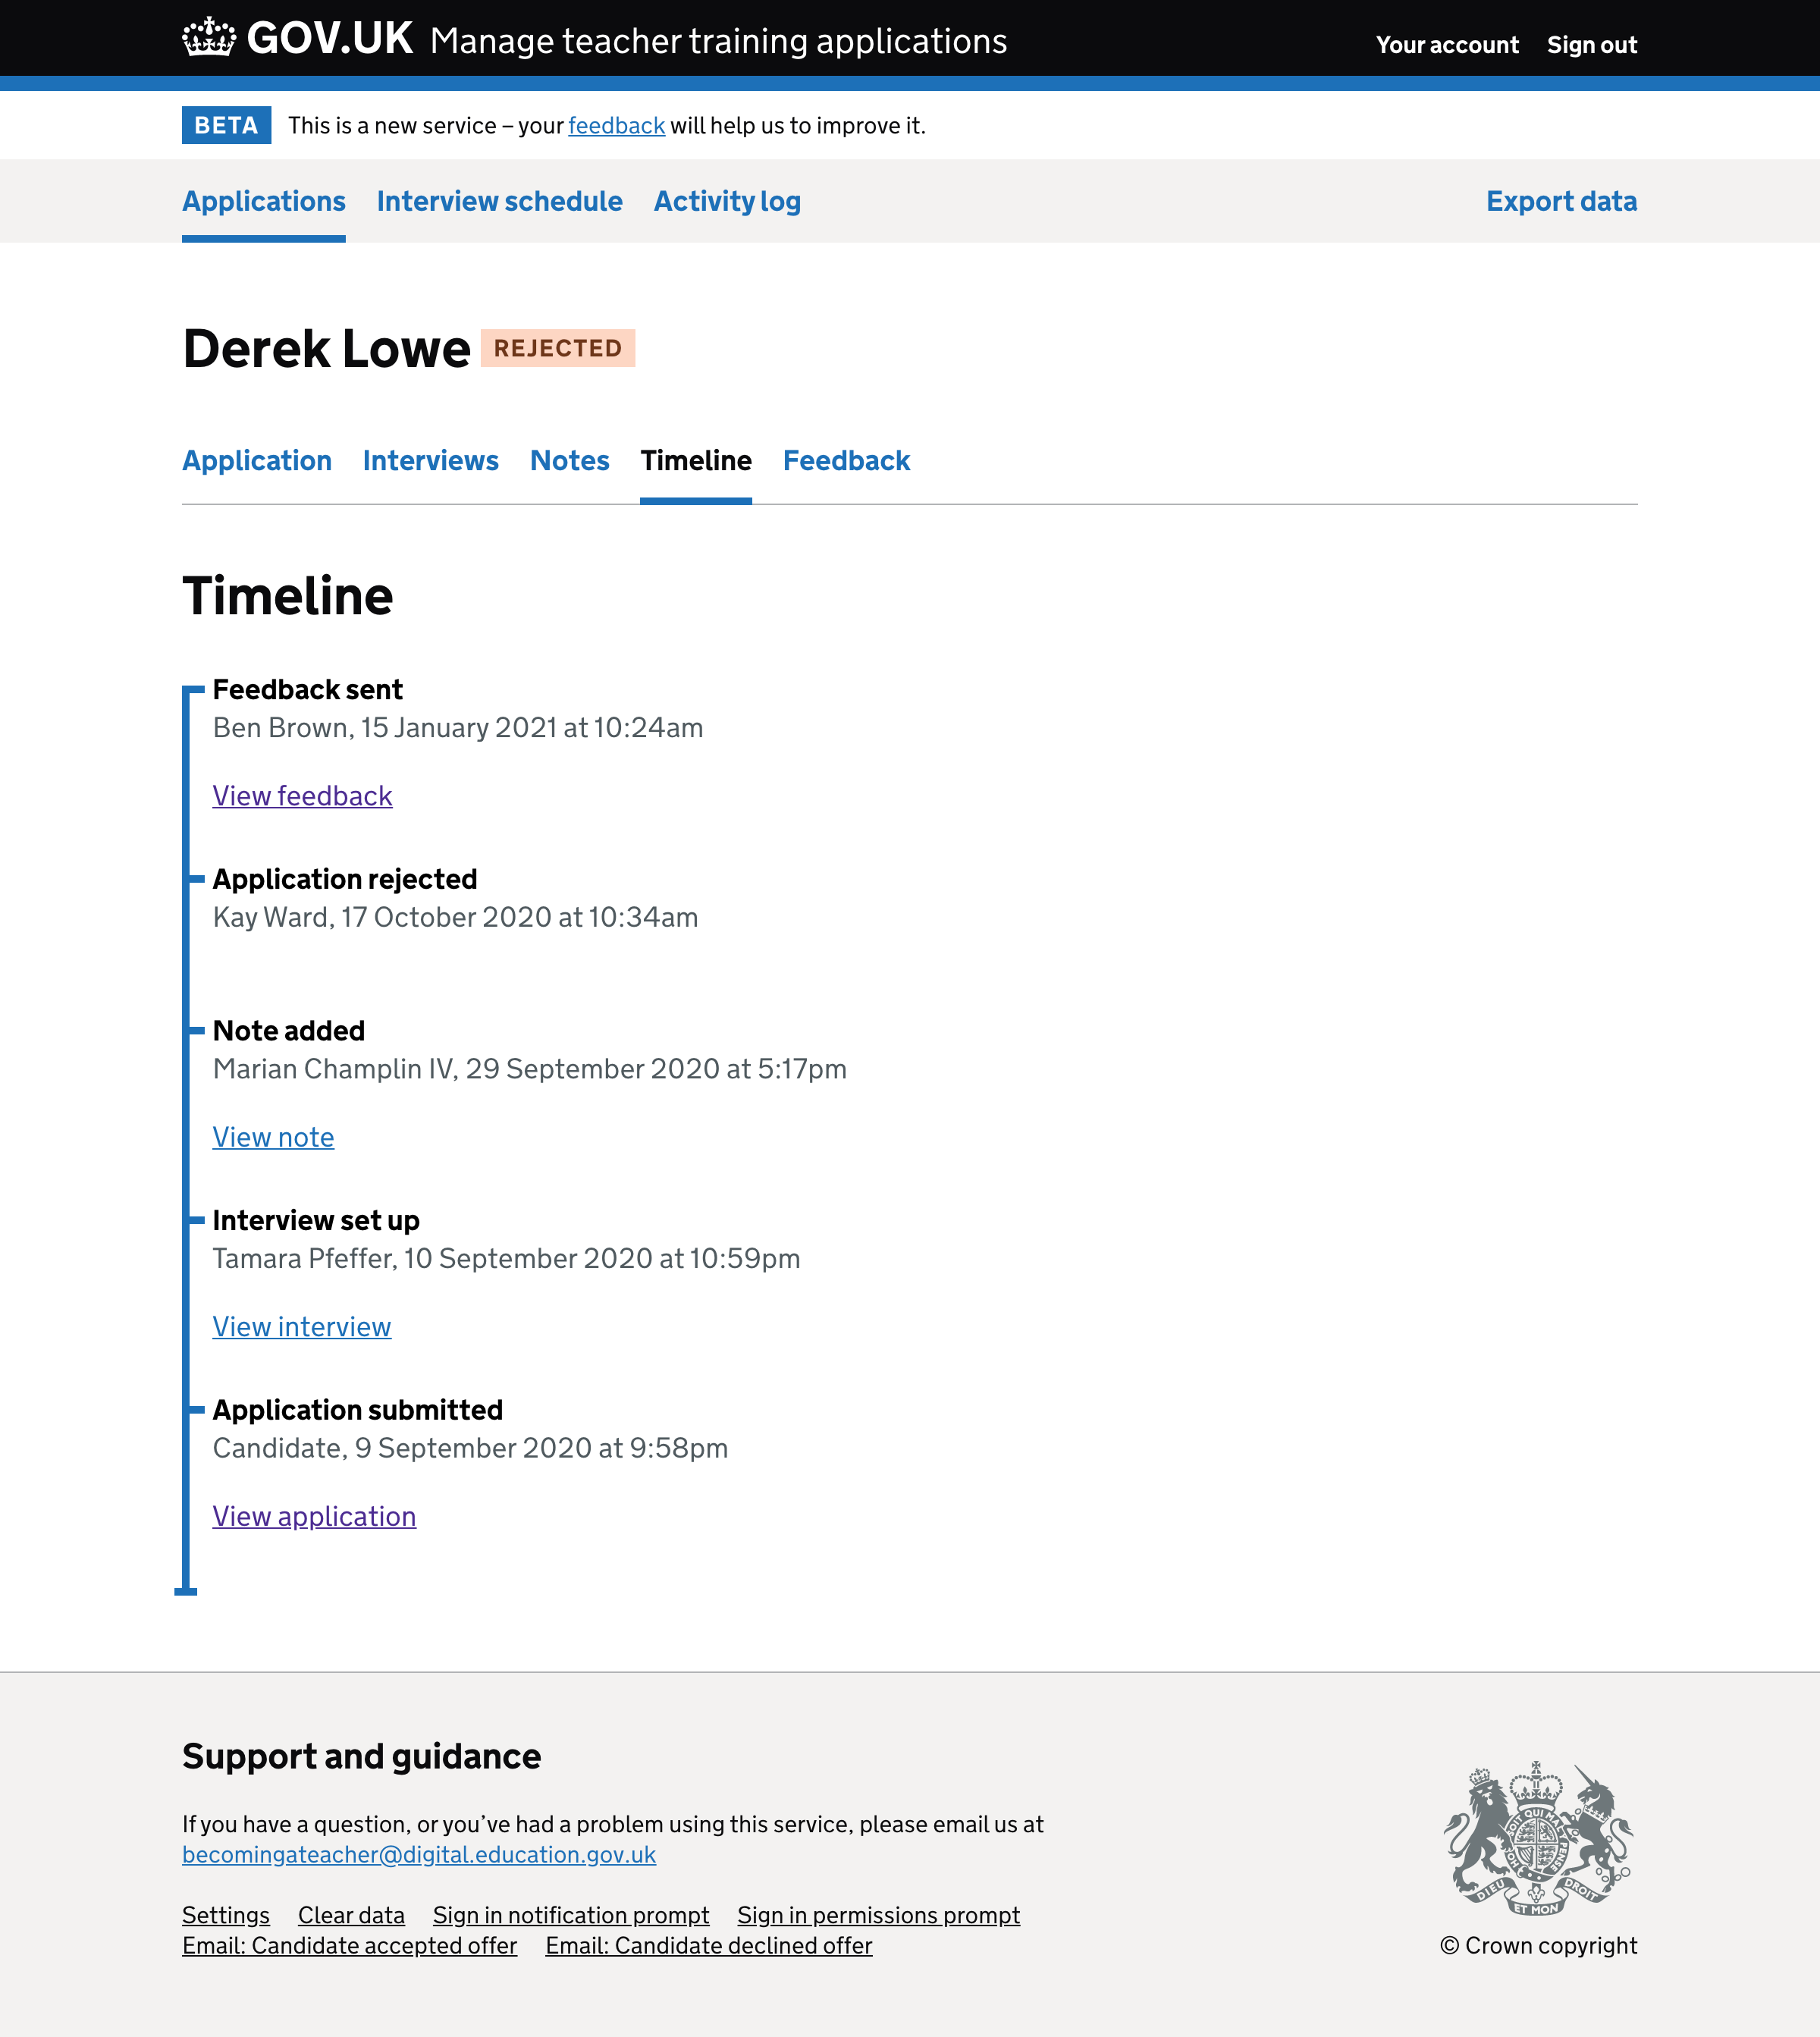 GOV.UK Manage teacher training applications
Your account Sign out
BETA This is a new service – your feedback will help us to improve it.
Applications Interview schedule Activity log Export data
Derek Lowe REJECTED
Application Interviews Notes Timeline Feedback
Timeline
Feedback sent
Ben Brown, 15 January 2021 at 10:24am
View feedback
Application rejected
Kay Ward, 17 October 2020 at 10:34am
Note added
Marian Champlin IV, 29 September 2020 at 5:17pm
View note
Interview set up
Tamara Pfeffer, 10 September 2020 at 10:59pm
View interview
Application submitted
Candidate, 9 September 2020 at 9:58pm
View application
Support and guidance
If you have a question, or you’ve had a problem using this service, please email us at
becomingateacher@digital.education.gov.uk
Settings Clear data Sign in notification prompt Sign in permissions prompt
Email: Candidate accepted offer Email: Candidate declined offer
DIEU ET MON DROIT
© Crown copyright